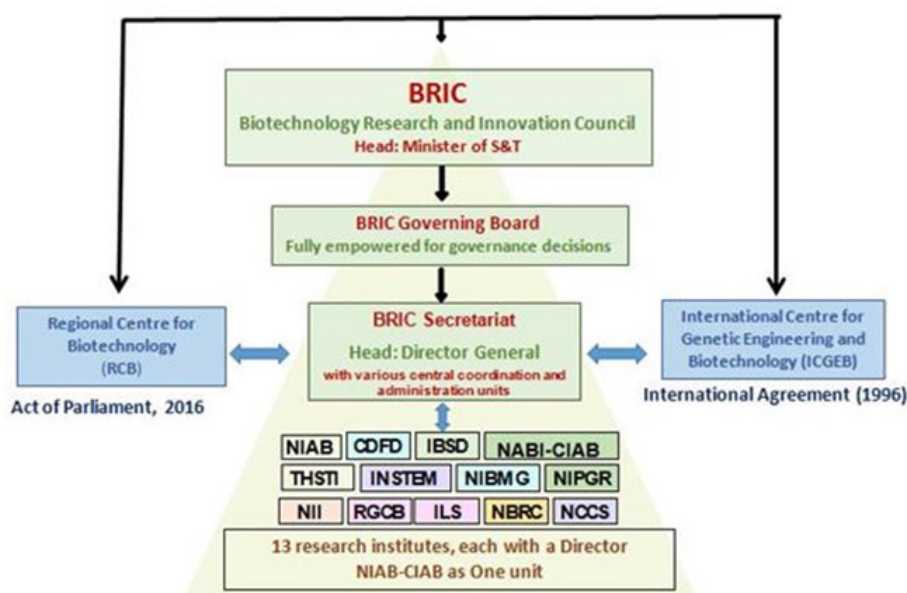 BRIC
Biotechnology Research and Innovation Council
Head: Minister of S&T
BRIC Governing Board
Fully empowered for governance decisions
Regional Centre for
Biotechnology
(RCB)
Act of Parliament, 2016
BRIC Secretariat
Head: Director General
with various central coordination and
administration units
International Centre for
Genetic Engineering and
Biotechnology (ICGEB)
International Agreement (1996)
NIAB CDFD IBSD NABI-CIAB
THSTI INSTEM NIBMG NIPGR
NII RGCB ILS NBRC NCCS
13 research institutes, each with a Director
NIAB-CIAB as One unit